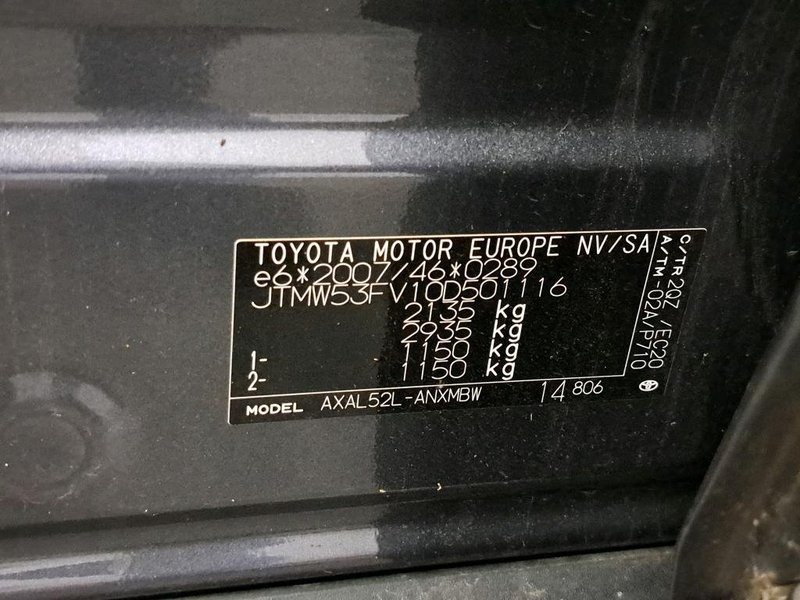 TOYOTA MOTOR EUROPE NV/SA
e6*2007/46*0289
JTMW53FV10D501116
2135 kg
2935 kg
1- 1150 kg
2- 1150 kg
MODEL AXAL52L-ANXMBW 14 806
C/TR 2QZ /EC20
A/TM -02A/P710